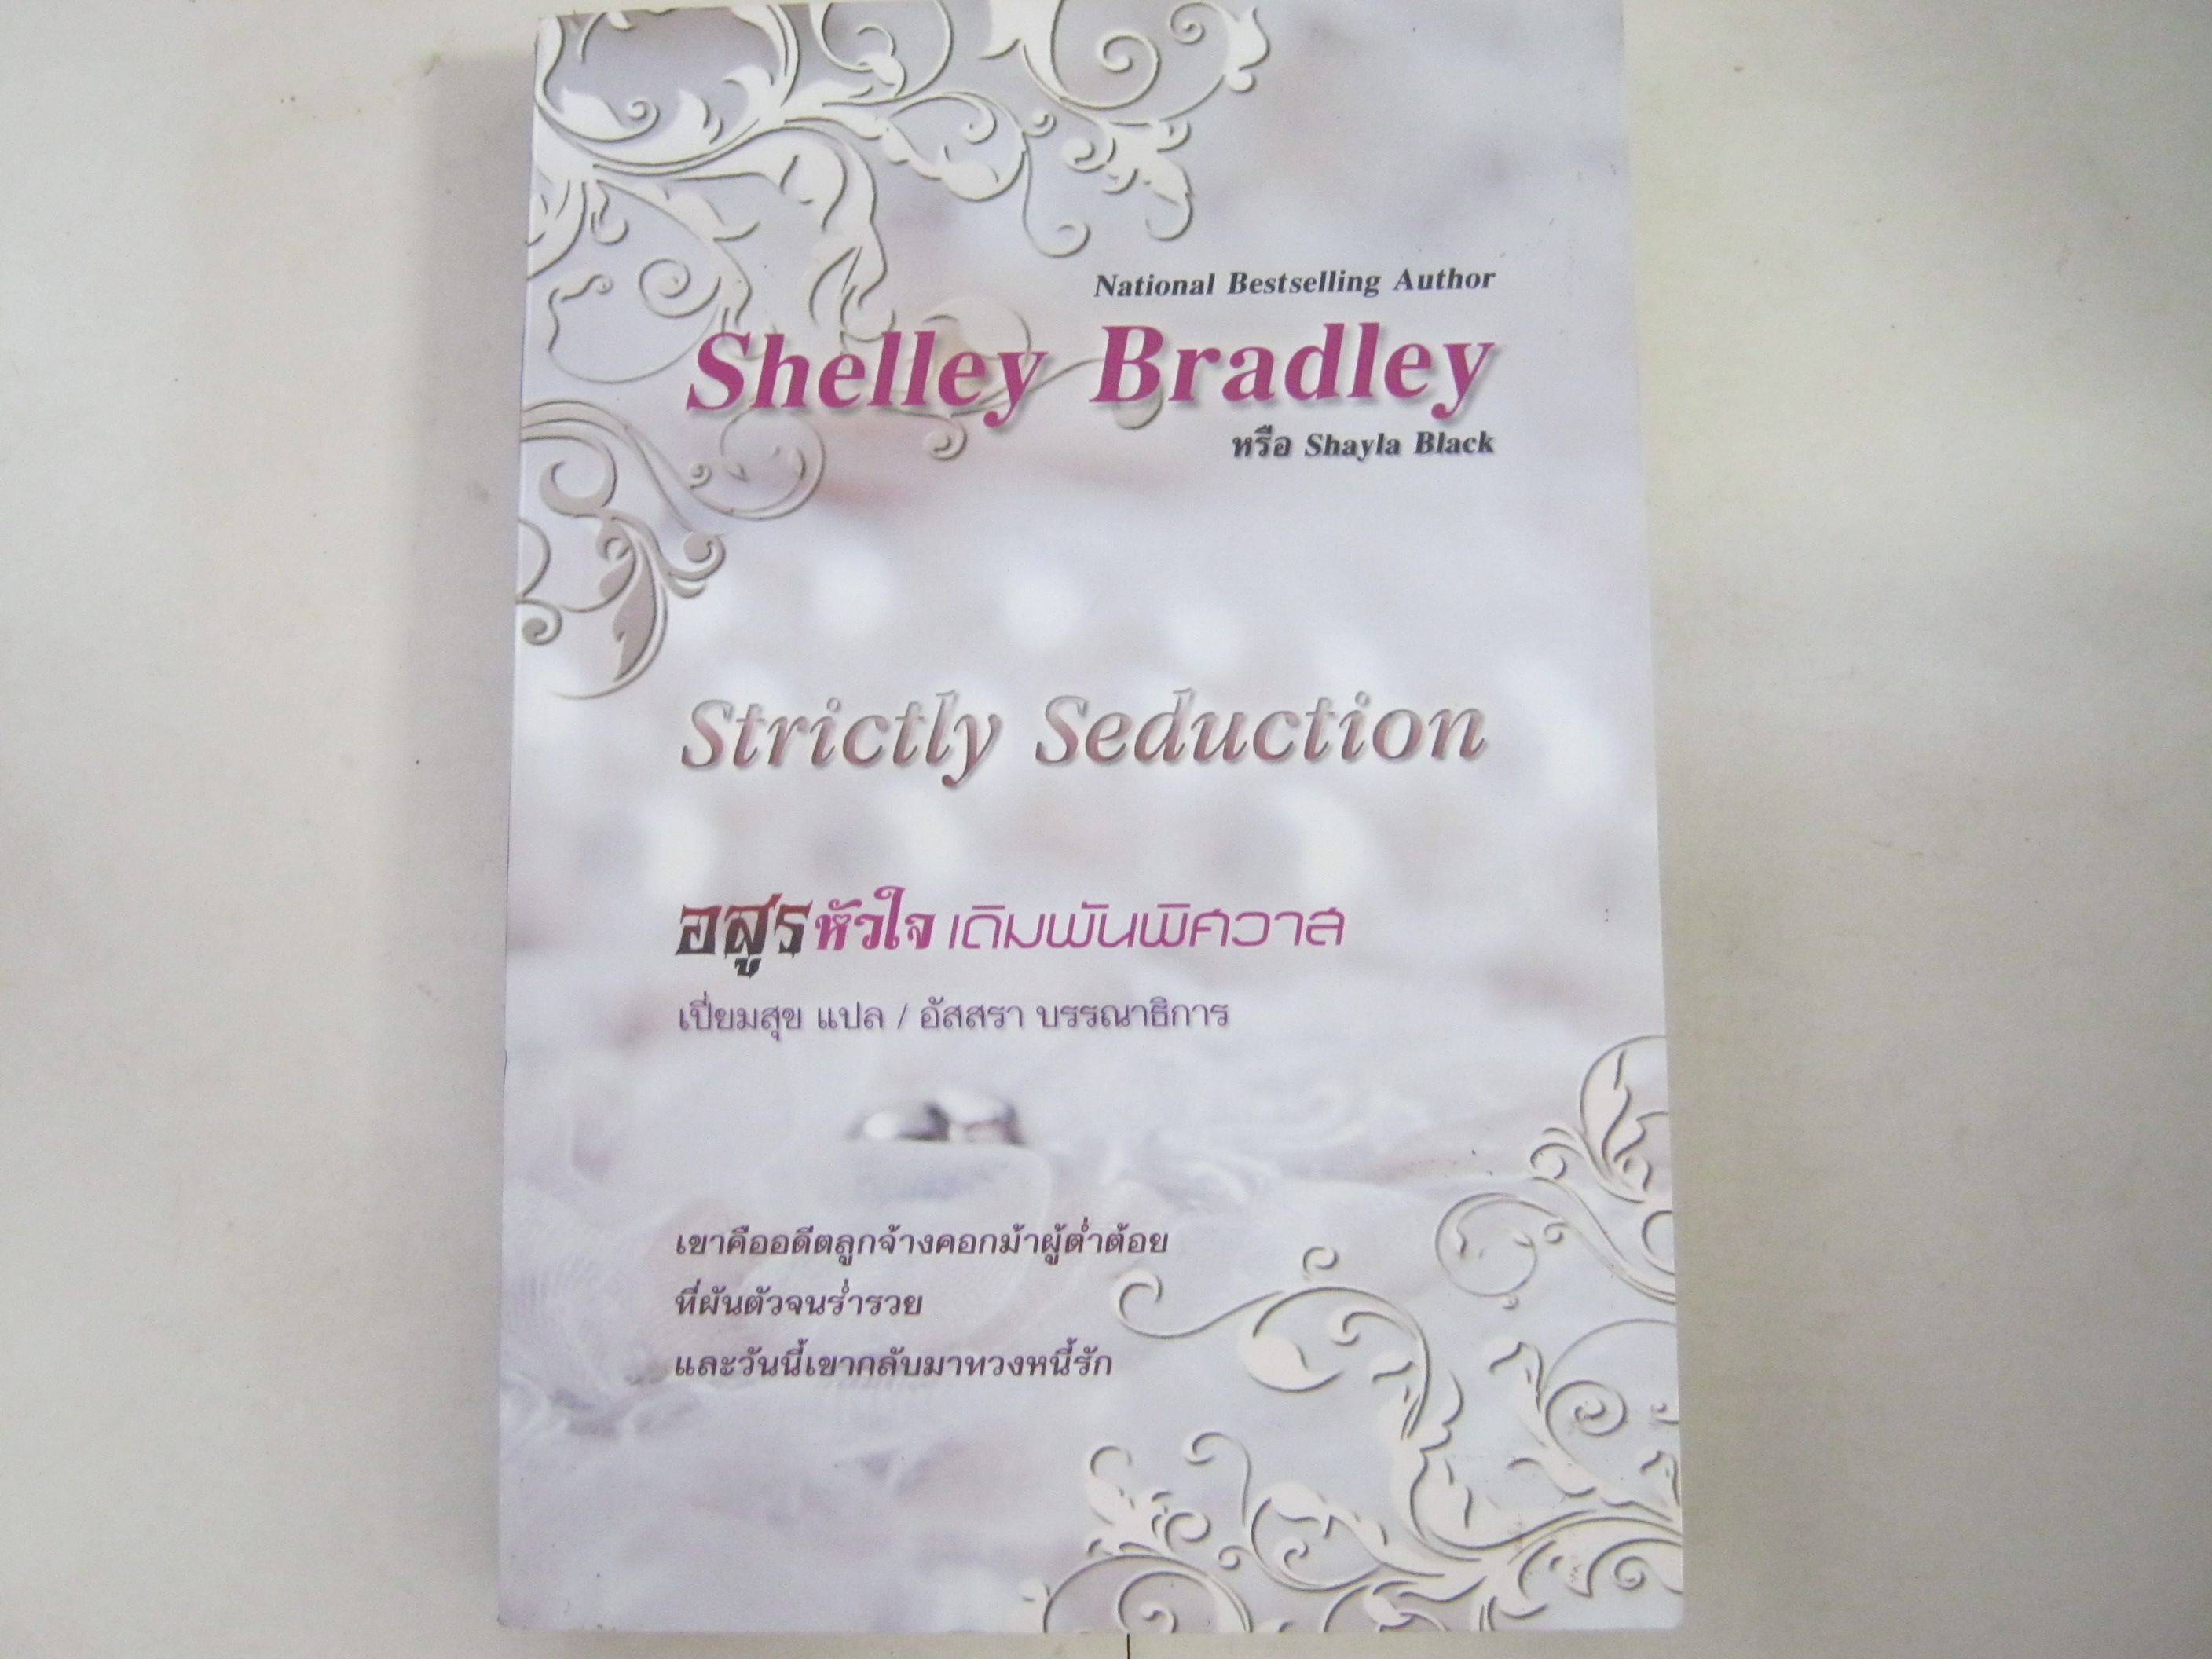 National Bestselling Author
Shelley Bradley
หรือ Shayla Black
Strictly Seduction
อสูรหัวใจเดิมพันพิศวาส
เปี่ยมสุข แปล / อัสสรา บรรณาธิการ
เขาคืออดีตลูกจ้างคอกม้าผู้ต่ำต้อย
ที่ผันตัวจนร่ำรวย
และวันนี้เขากลับมาทวงหนี้รัก